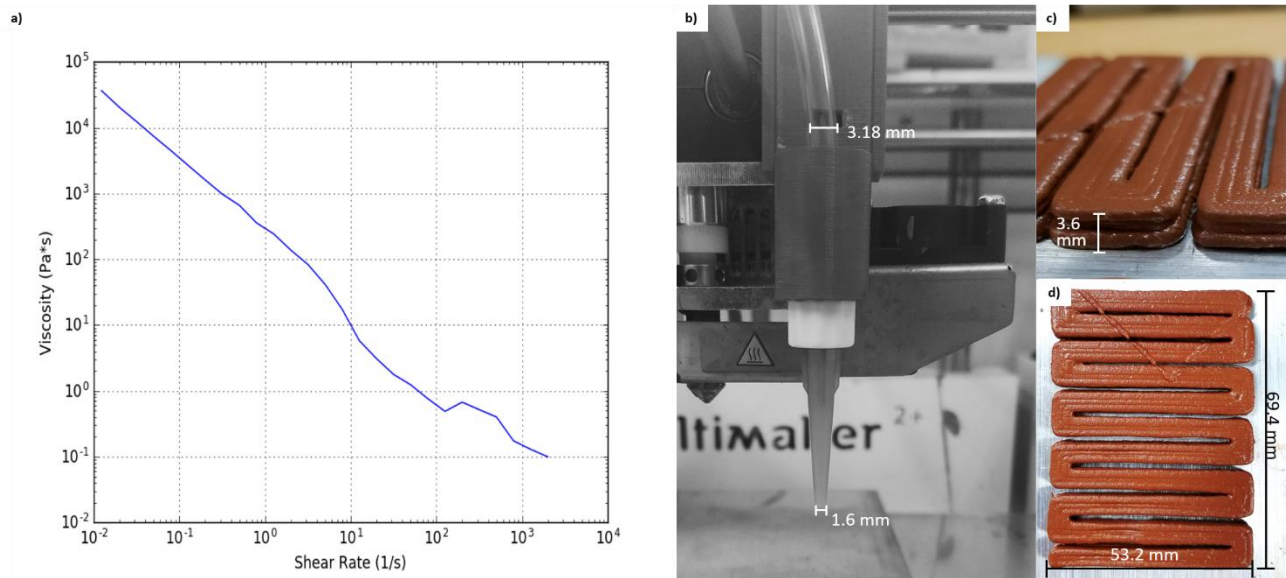 a)
10^5
10^4
10^3
10^2
10^1
10^0
10^-1
10^-2
Viscosity (Pa*s)
10^-2
10^-1
10^0
10^1
10^2
10^3
10^4
Shear Rate (1/s)
b)
3.18 mm
ltimaker 2+
1.6 mm
c)
3.6
mm
d)
69.4 mm
53.2 mm